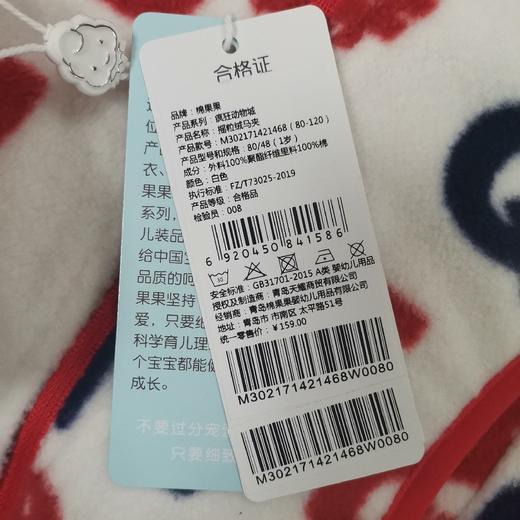 合格证
品牌：棉果果
产品系列：疯狂动物城
产品名称：摇粒绒马夹
产品款号：M302171421468（80-120）
产品型号和规格：80/48（1岁）
成分：外料100%聚酯纤维里料100%棉
颜色：白色
执行标准：FZ/T73025-2019
产品等级：合格品
检验员：008
6 920450 841586
安全标准：GB31701-2015 A类 婴幼儿用品
授权及制造商：青岛天耀商贸有限公司
经销商：青岛棉果果婴幼儿用品有限公司
地址：青岛市 市南区 太平路51号
统一零售价：￥159.00
M302171421468W0080
M302171421468W0080
位
产
衣、
果果
系列，
儿装品
给中国宝
品质的呵
果果坚持
爱，只要细
科学育儿理
个宝宝都能健
成长。
不要过分宠
只要细致